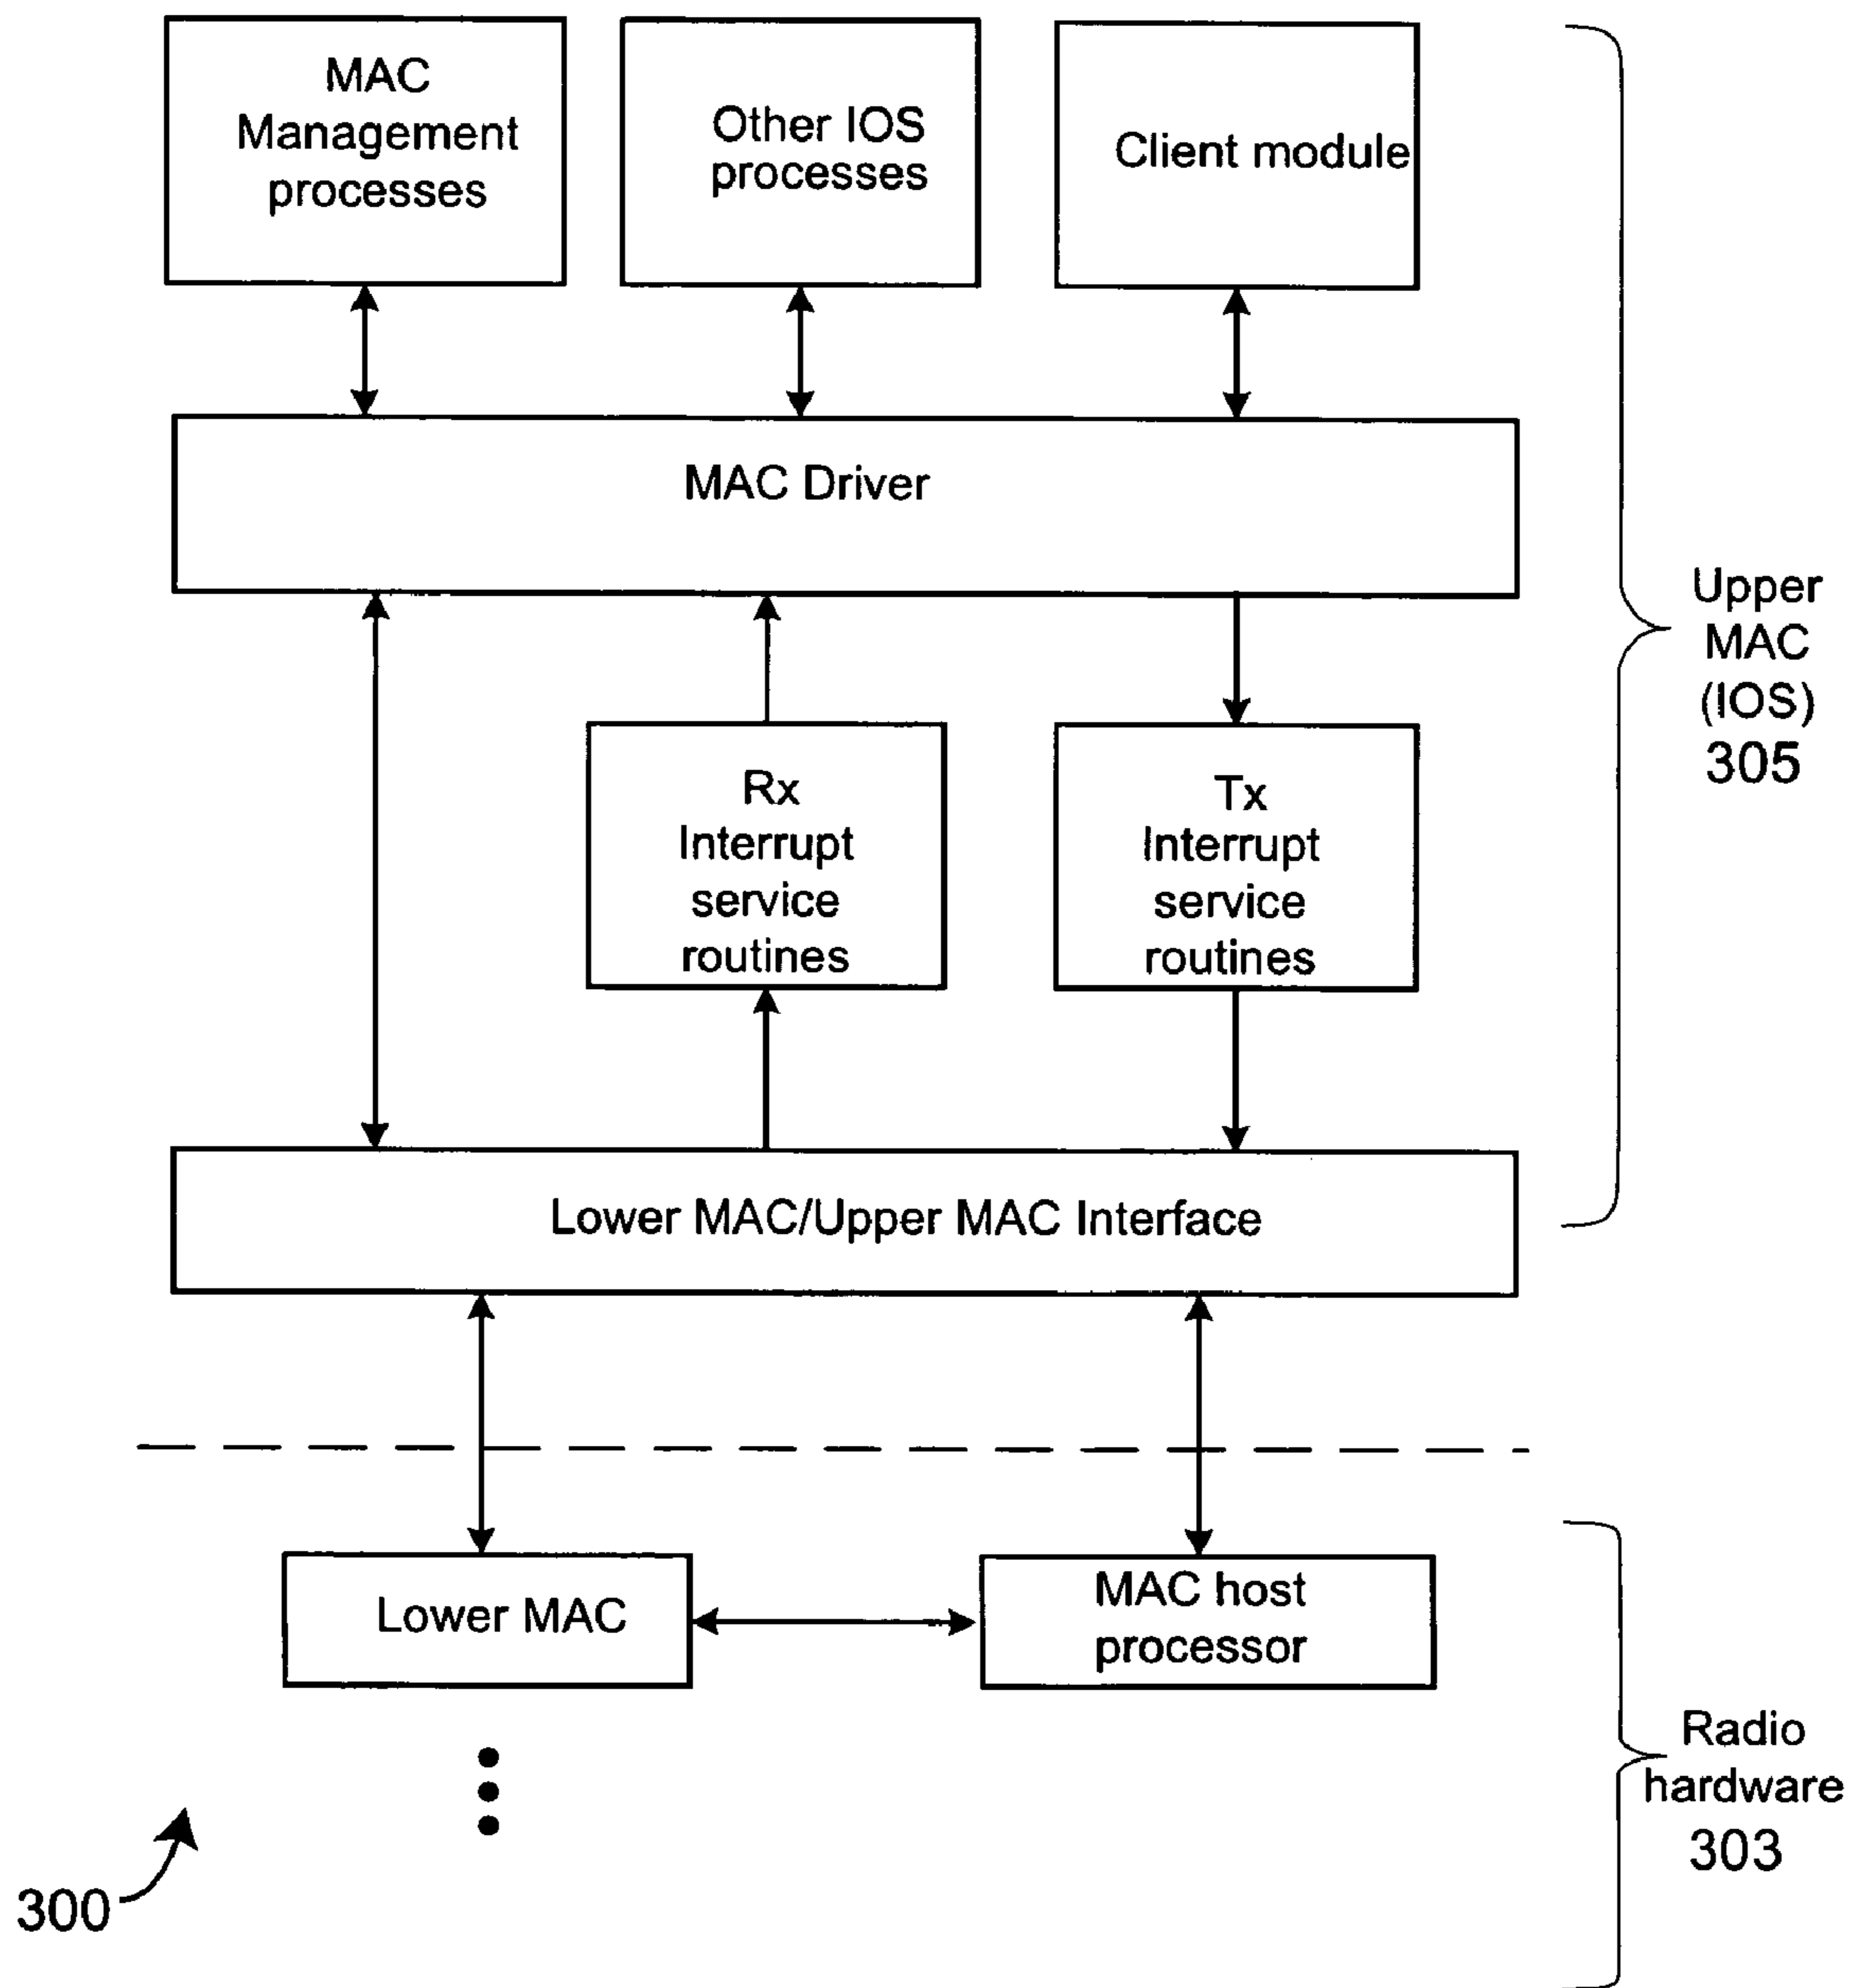 MAC
Management
processes
Other IOS
processes
Client module
MAC Driver
Upper
MAC
(IOS)
305
Rx
Interrupt
service
routines
Tx
Interrupt
service
routines
Lower MAC/Upper MAC Interface
Lower MAC
MAC host
processor
Radio
hardware
303
300